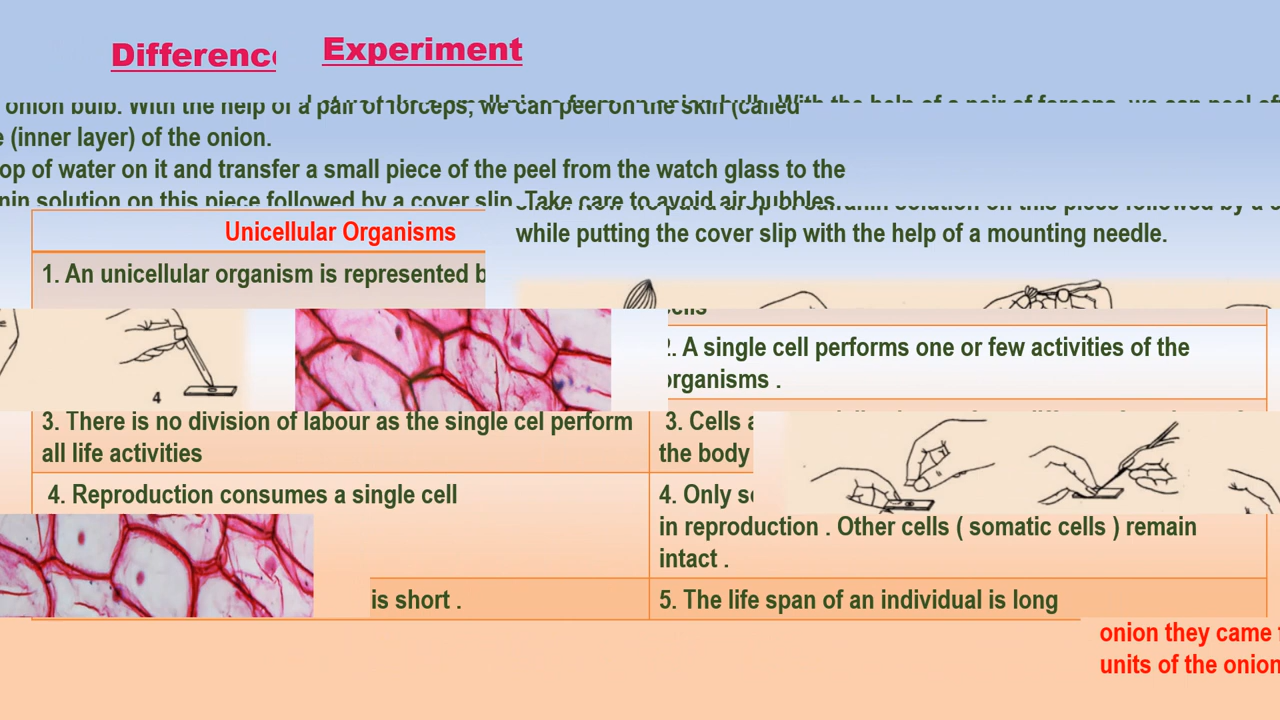 Differenc Experiment
onion bulb. With the help of a pair of forceps, we can peel off the skin (called
e (inner layer) of the onion.
op of water on it and transfer a small piece of the peel from the watch glass to the
nin solution on this piece followed by a cover slip. Take care to avoid air bubbles
Unicellular Organisms
while putting the cover slip with the help of a mounting needle.
1. An unicellular organism is represented b
cells
2. A single cell performs one or few activities of the
organisms .
4
3. There is no division of labour as the single cel perform
all life activities
3. Cells a
the body
4. Reproduction consumes a single cell
4. Only so
in reproduction . Other cells ( somatic cells ) remain
intact .
is short .
5. The life span of an individual is long
onion they came
units of the onion